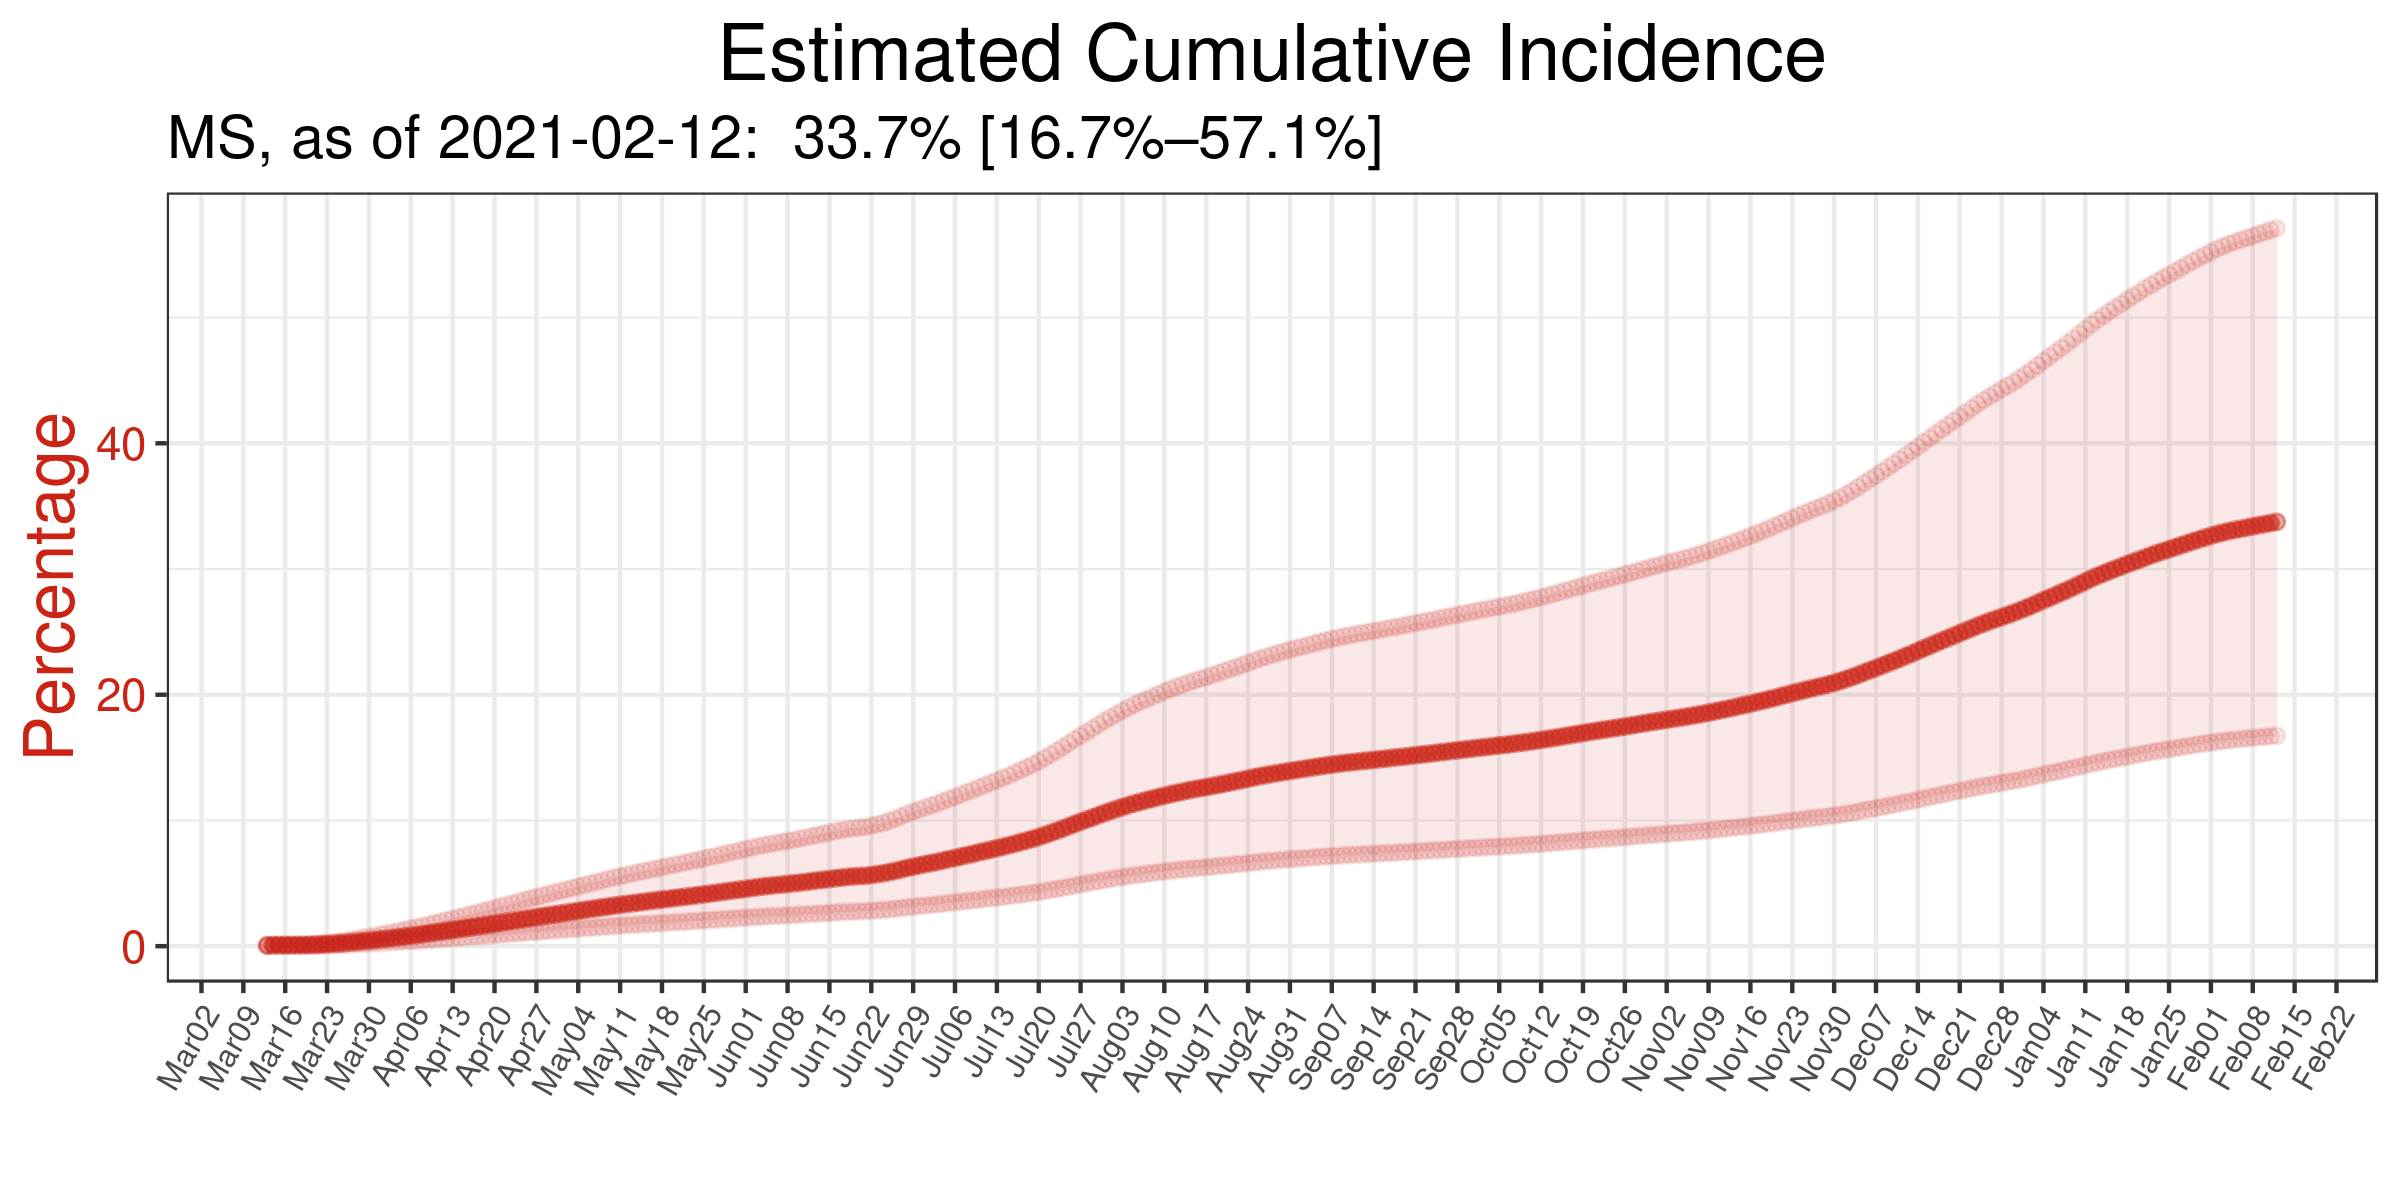 Estimated Cumulative Incidence
MS, as of 2021-02-12:  33.7% [16.7%–57.1%]
Percentage
40
20
0
Mar02
Mar09
Mar16
Mar23
Mar30
Apr06
Apr13
Apr20
Apr27
May04
May11
May18
May25
Jun01
Jun08
Jun15
Jun22
Jun29
Jul06
Jul13
Jul20
Jul27
Aug03
Aug10
Aug17
Aug24
Aug31
Sep07
Sep14
Sep21
Sep28
Oct05
Oct12
Oct19
Oct26
Nov02
Nov09
Nov16
Nov23
Nov30
Dec07
Dec14
Dec21
Dec28
Jan04
Jan11
Jan18
Jan25
Feb01
Feb08
Feb15
Feb22